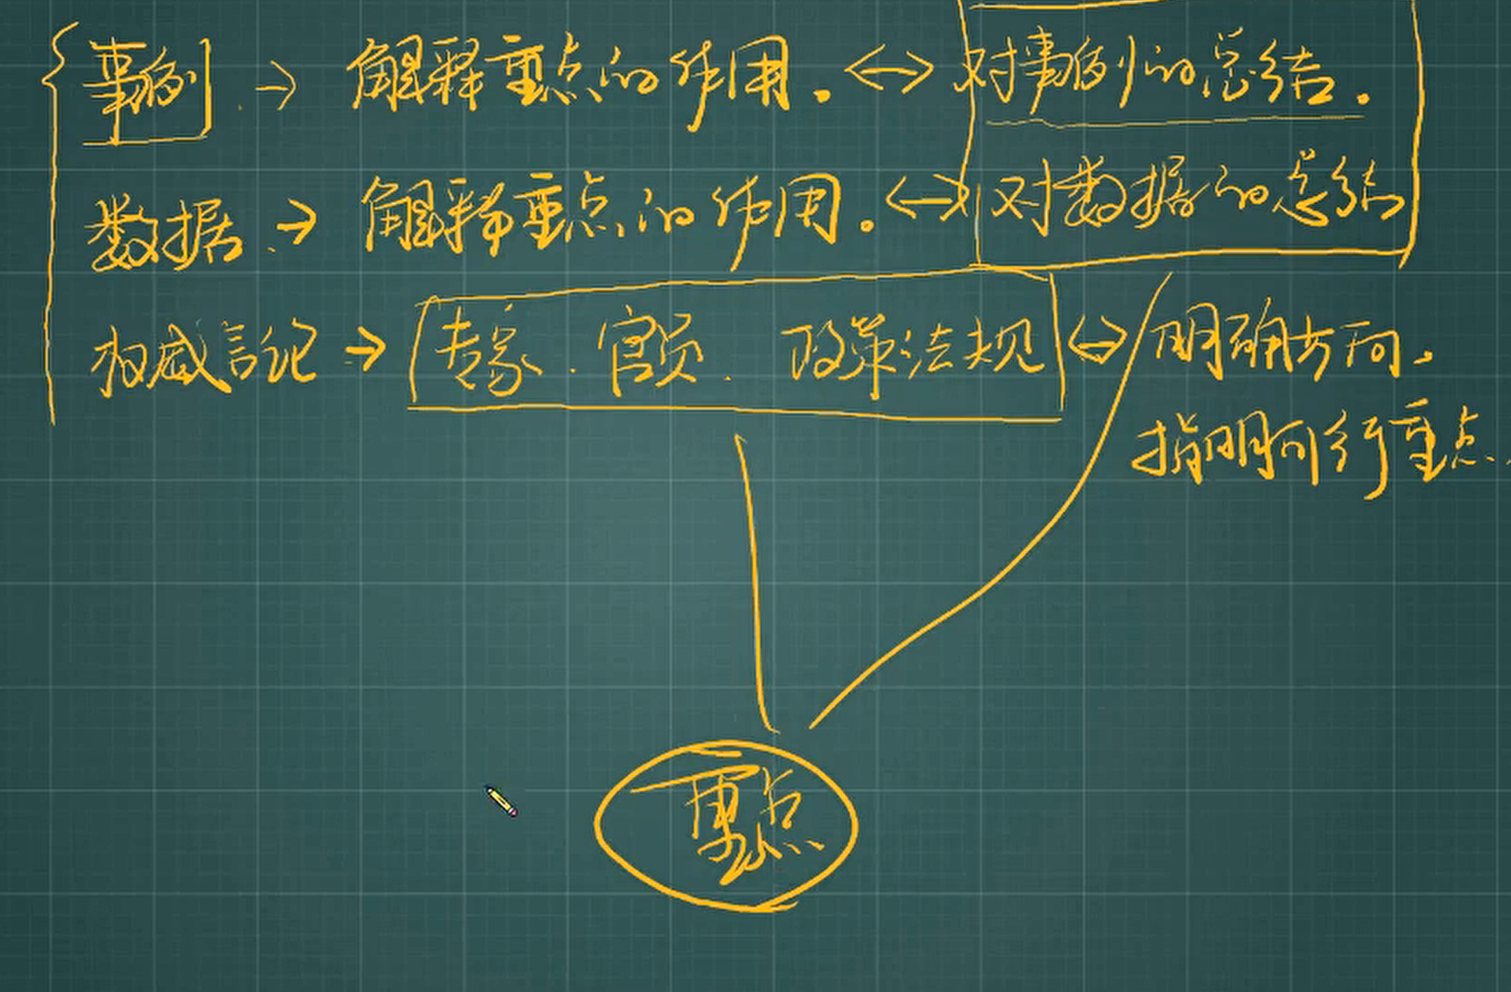 事例 → 解释重点的作用. ↔ 对事例的总结.
数据 → 解释重点的作用. ↔ 对数据的总结
权威言论 → 专家. 官员. 政策法规 ↔ 明确方向,
指明何行重点.
重点